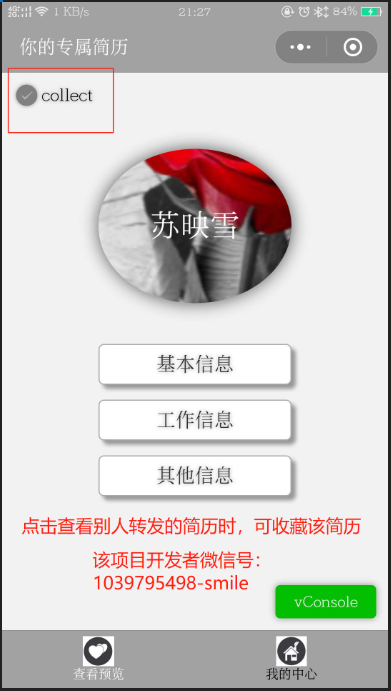 4G 2G 1 KB/s 21:27 84%
你的专属简历
collect
苏映雪
基本信息
工作信息
其他信息
点击查看别人转发的简历时，可收藏该简历
该项目开发者微信号：
1039795498-smile
vConsole
查看预览 我的中心